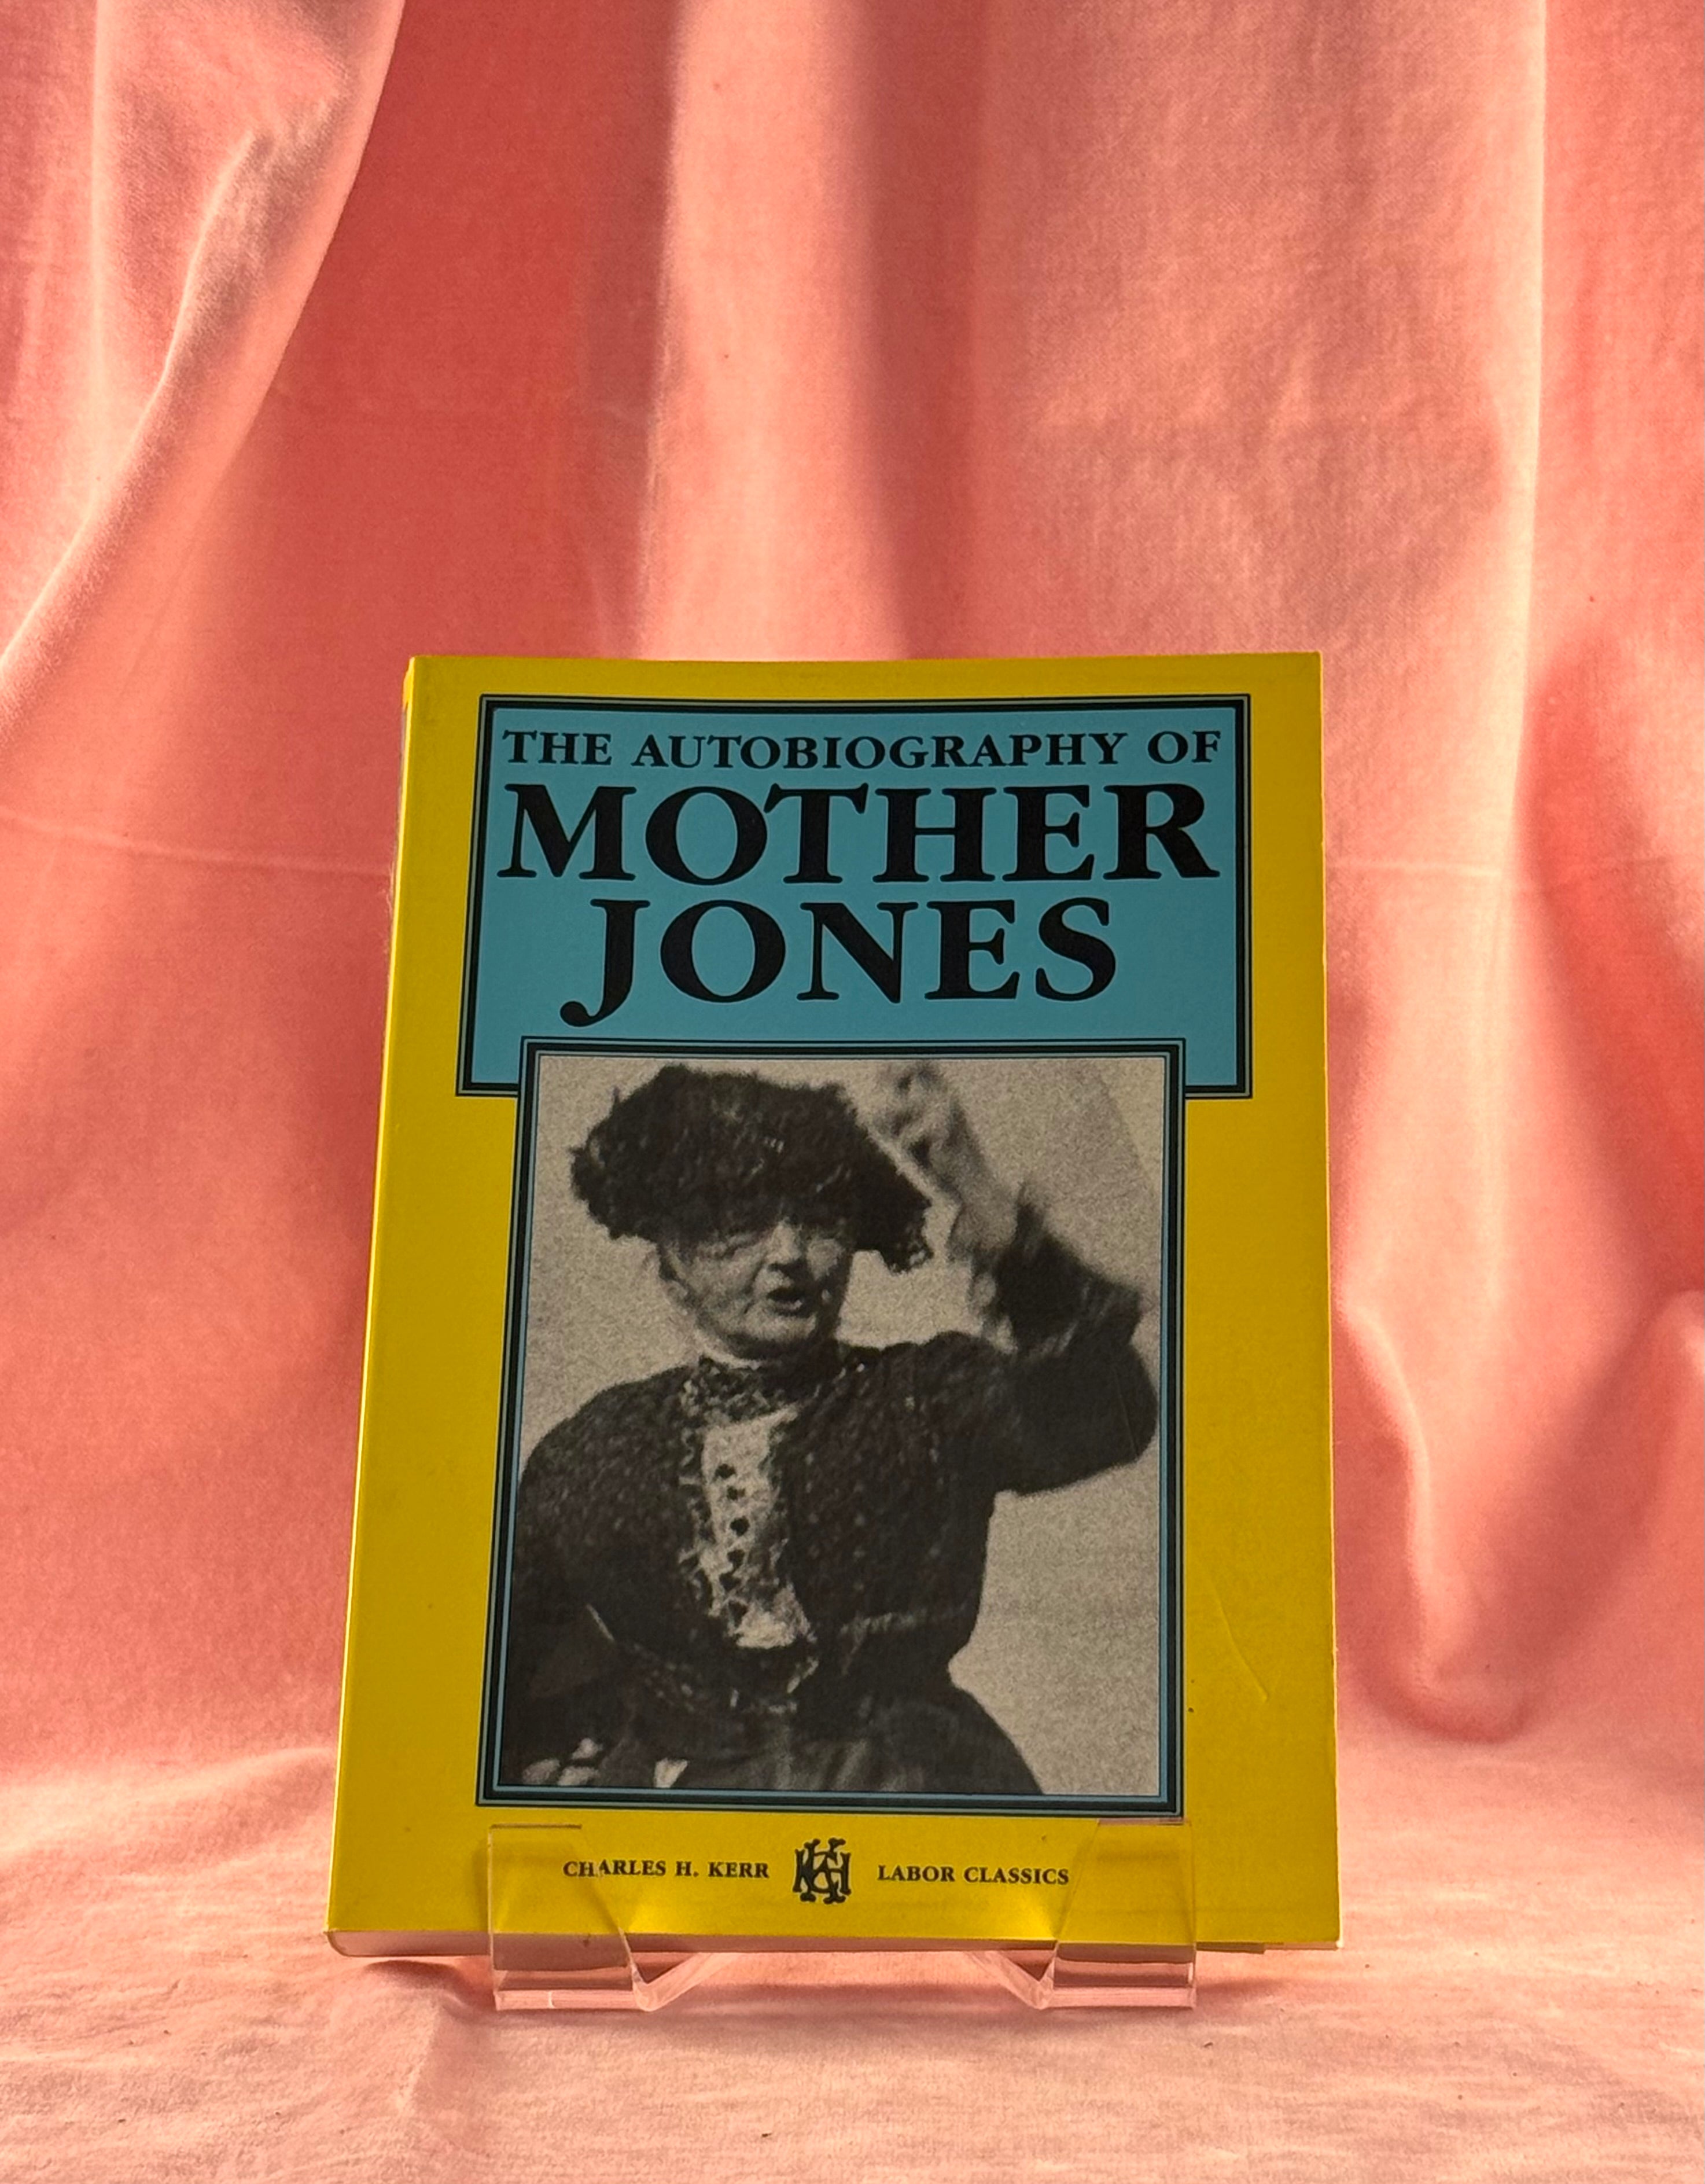 THE AUTOBIOGRAPHY OF
MOTHER
JONES
CHARLES H. KERR LABOR CLASSICS